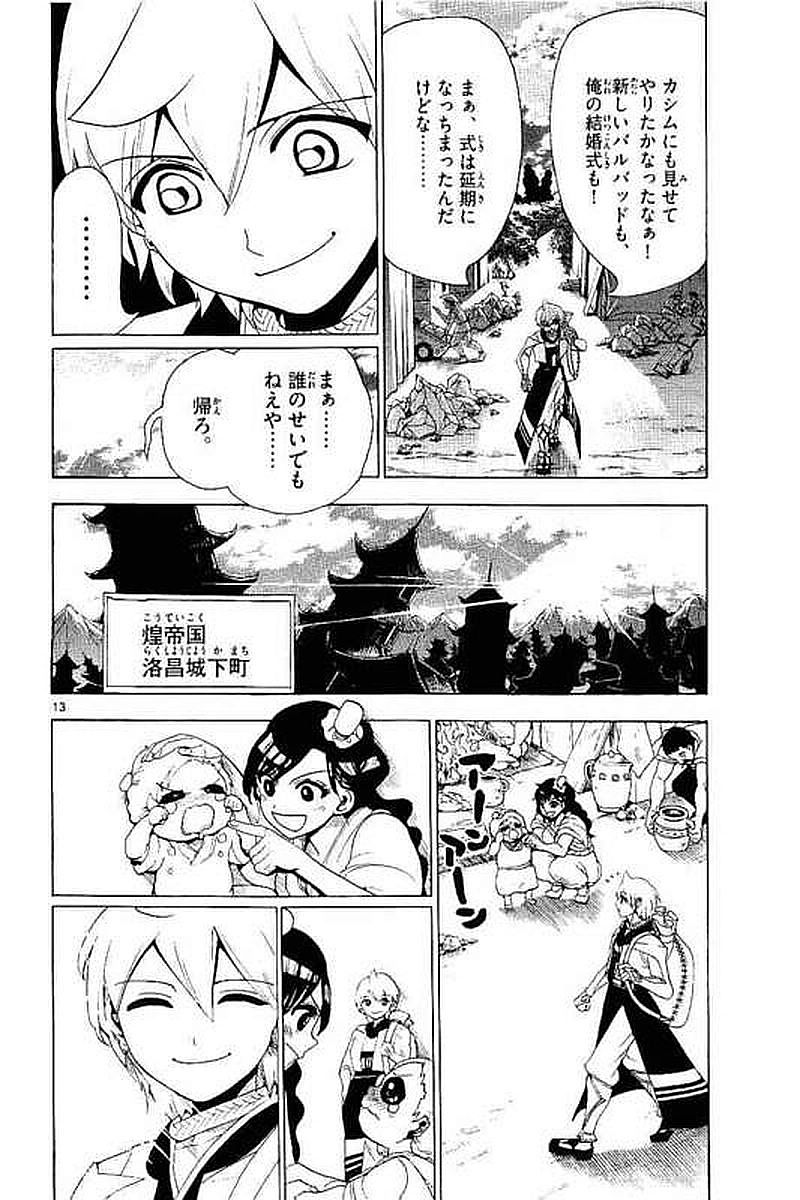 カシムにも見せて
やりたかなったなぁ!
新しいバルバッドも、
俺の結婚式も!
まぁ、式は延期に
なっちまったんだ
けどな………
………
まぁ……
誰のせいでも
ねえや……
帰ろ。
煌帝国
洛昌城下町
13
アーン
アーン